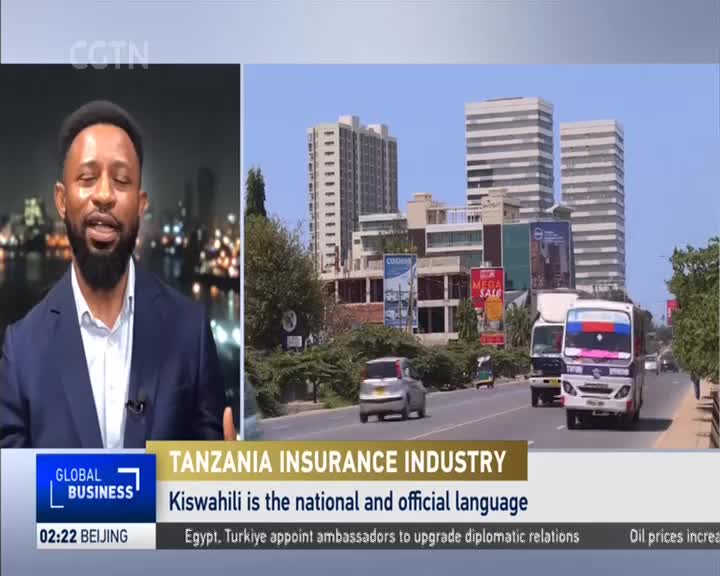 CGTN
COSMOS
MEGA
SALE
TANZANIA INSURANCE INDUSTRY
GLOBAL
BUSINESS
Kiswahili is the national and official language
02:22 BEIJING
Egypt, Turkiye appoint ambassadors to upgrade diplomatic relations
Oil prices increa